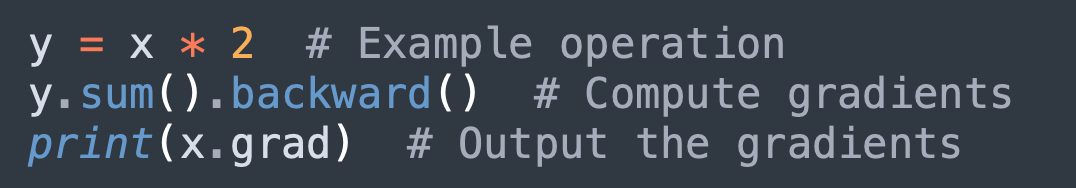 y = x * 2  # Example operation
y.sum().backward()  # Compute gradients
print(x.grad)  # Output the gradients